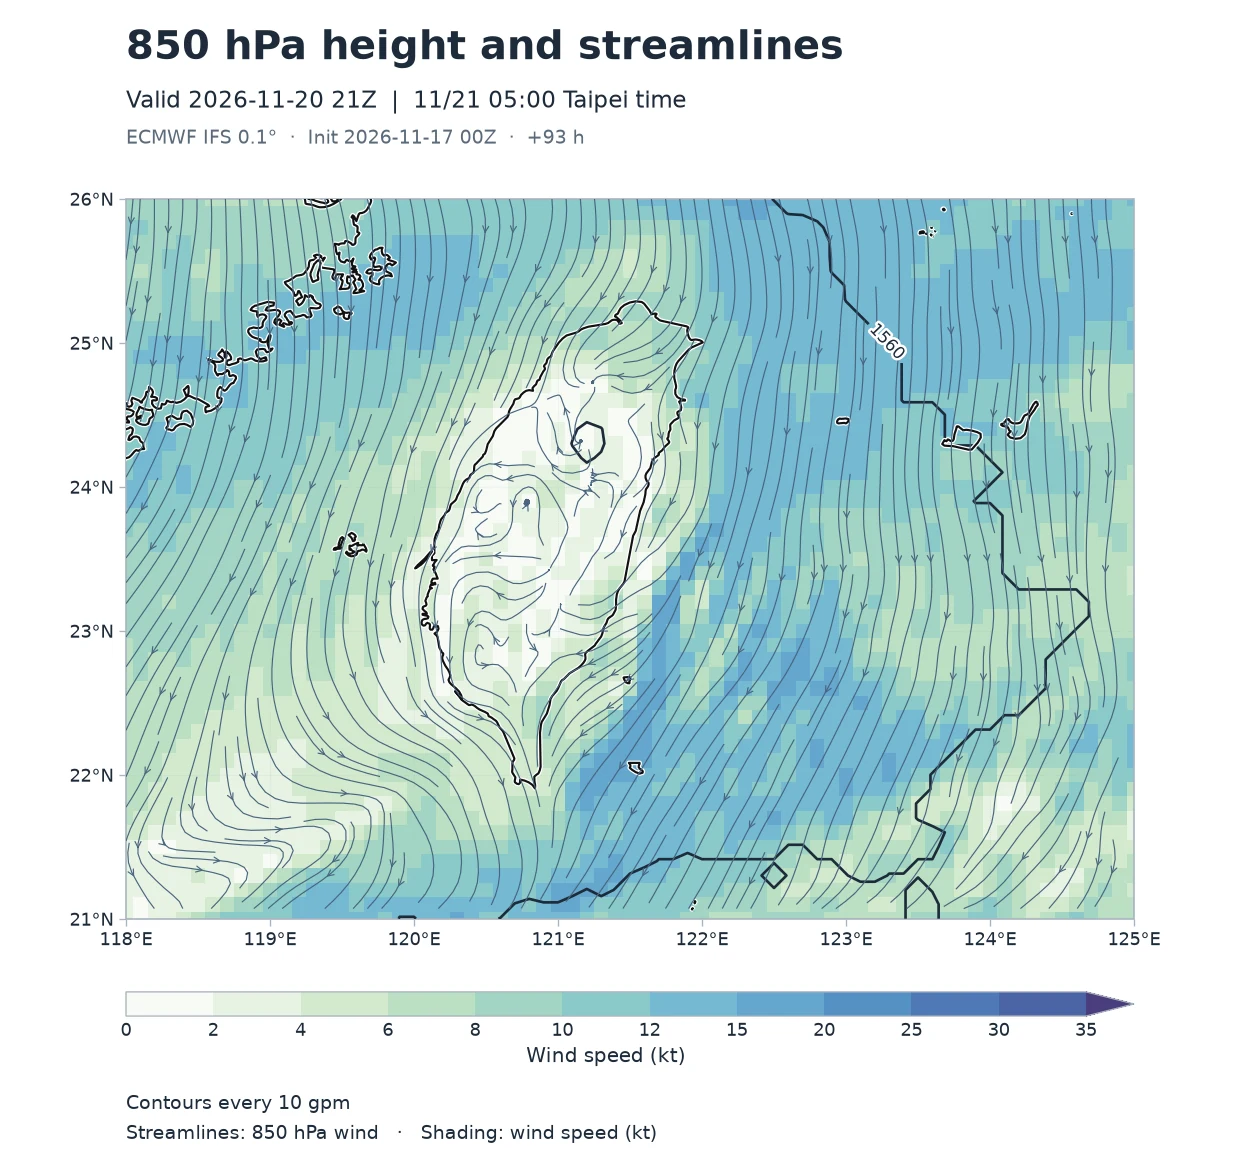 850 hPa height and streamlines
Valid 2026-11-20 21Z | 11/21 05:00 Taipei time
ECMWF IFS 0.1° · Init 2026-11-17 00Z · +93 h
26°N
25°N
24°N
23°N
22°N
21°N
1560
118°E 119°E 120°E 121°E 122°E 123°E 124°E 125°E
0 2 4 6 8 10 12 15 20 25 30 35
Wind speed (kt)
Contours every 10 gpm
Streamlines: 850 hPa wind · Shading: wind speed (kt)